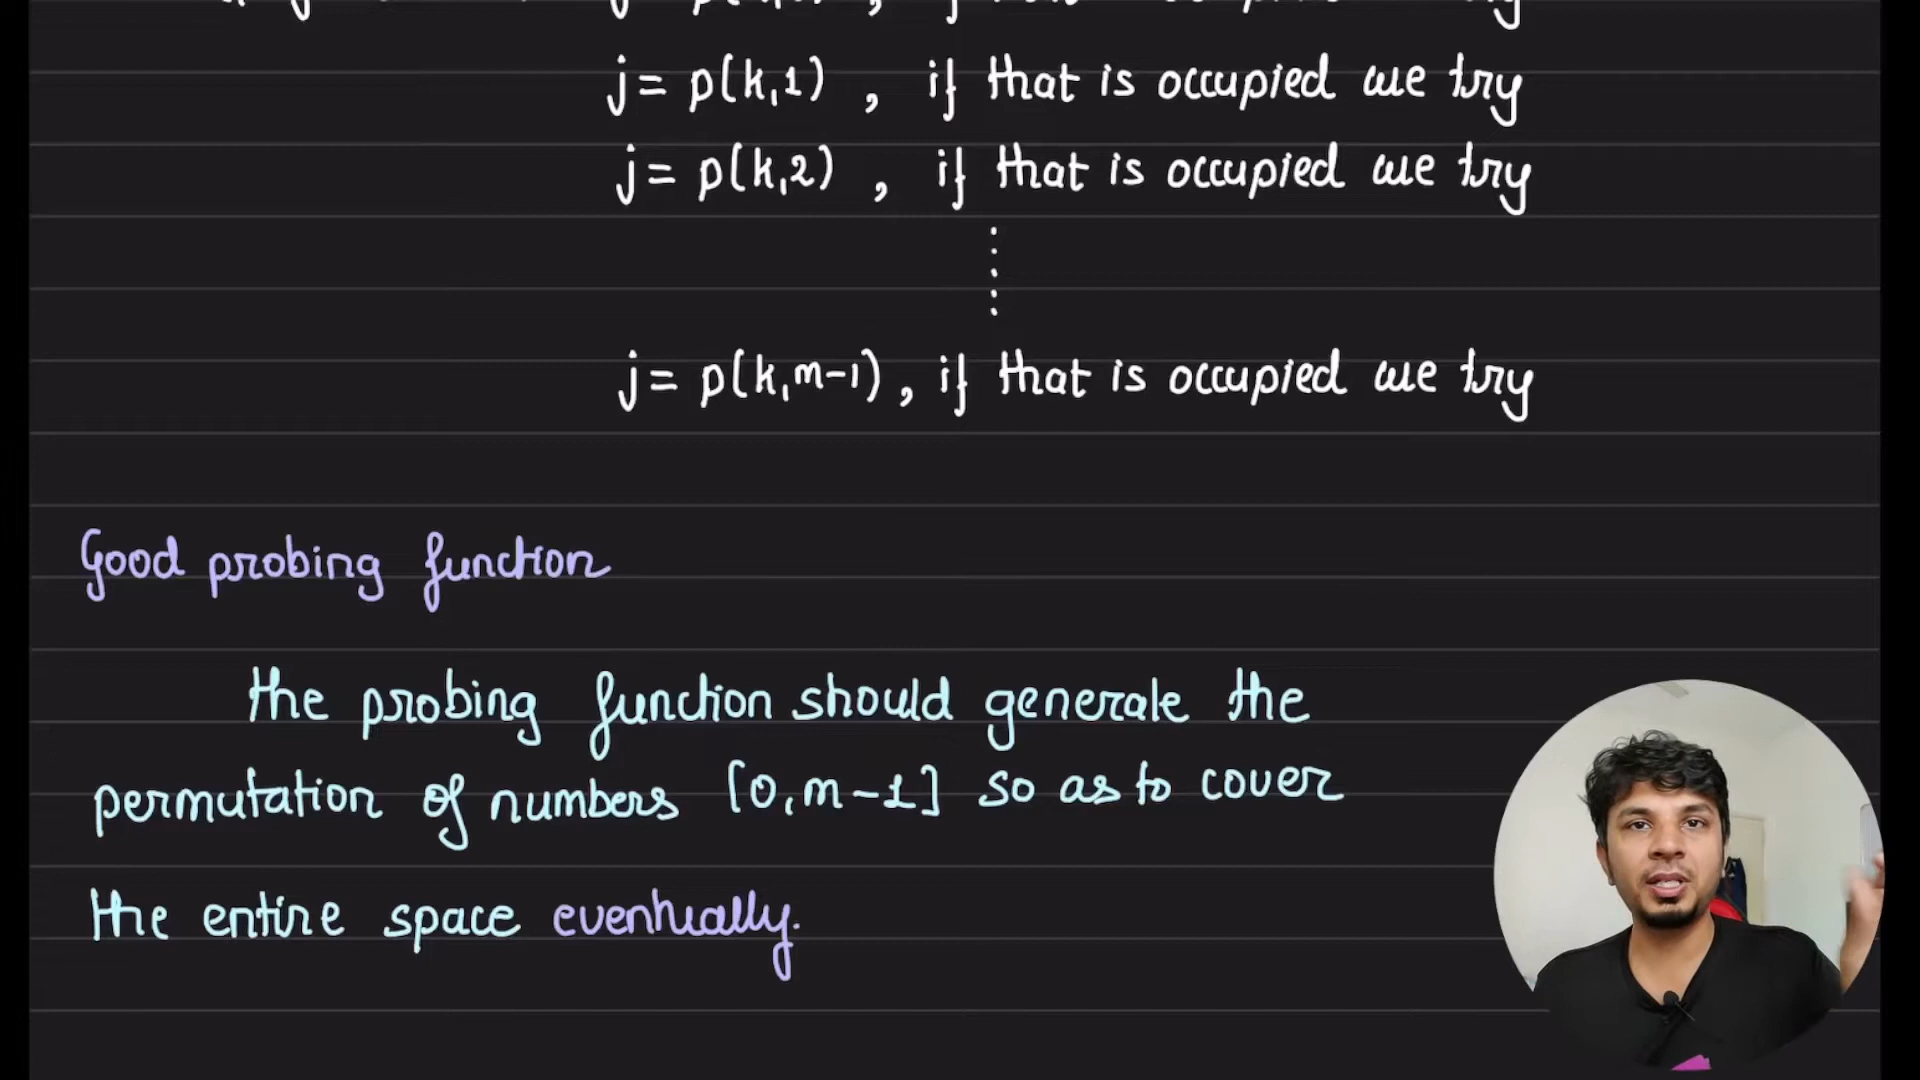 j = p(k,1) , if that is occupied we try
j = p(k,2) , if that is occupied we try
j = p(k,m-1) , if that is occupied we try
Good probing function
the probing function should generate the
permutation of numbers [0,m-1] so as to cover
the entire space eventually.